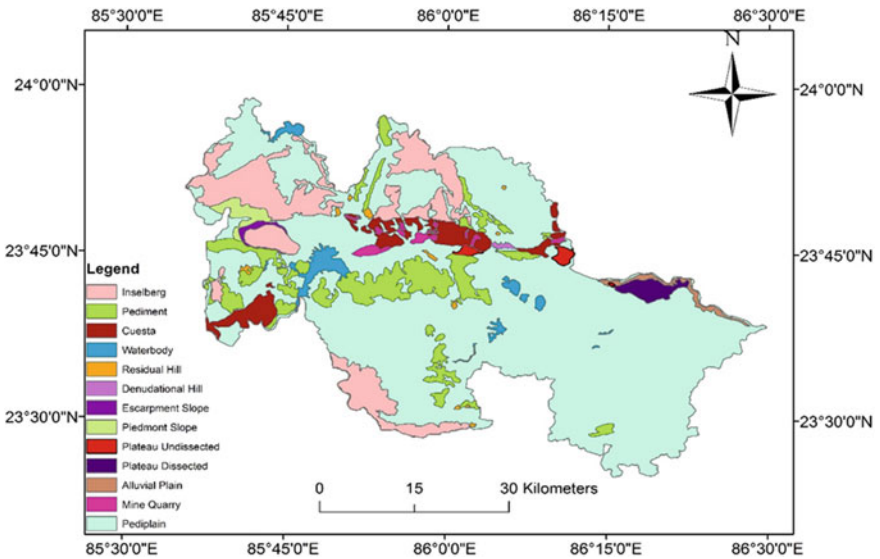 85°30'0"E 85°45'0"E 86°0'0"E 86°15'0"E 86°30'0"E
N
24°0'0"N 24°0'0"N
23°45'0"N 23°45'0"N
Legend
Inselberg
Pediment
Cuesta
Waterbody
Residual Hill
Denudational Hill
Escarpment Slope
Piedmont Slope
Plateau Undissected
Plateau Dissected
Alluvial Plain
Mine Quarry
Pediplain
23°30'0"N 23°30'0"N
0 15 30 Kilometers
85°30'0"E 85°45'0"E 86°0'0"E 86°15'0"E 86°30'0"E